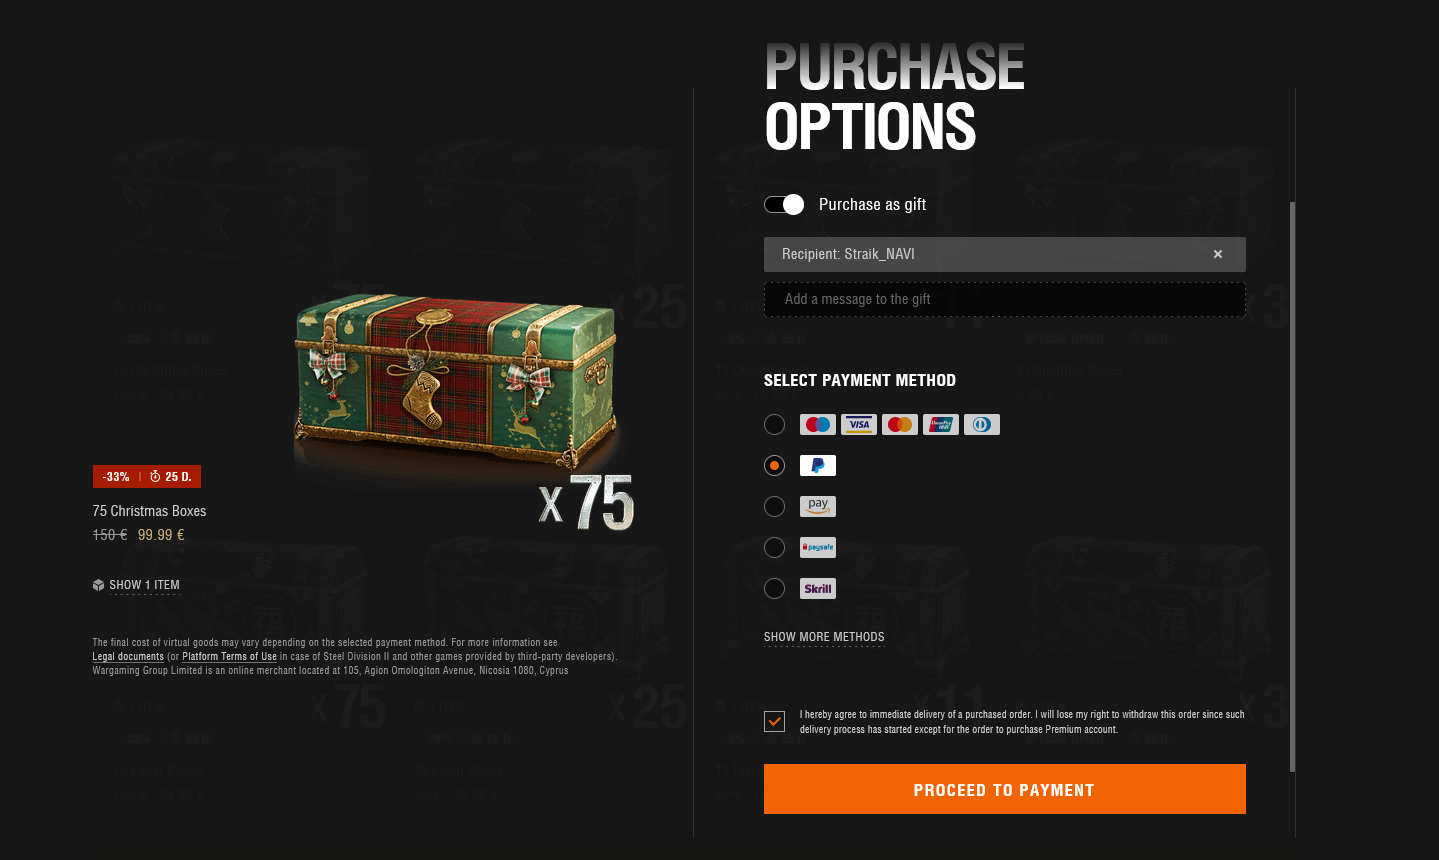 PURCHASE
OPTIONS
Purchase as gift
Recipient: Straik_NAVI ×
Add a message to the gift
SELECT PAYMENT METHOD
VISA UnionPay
pay
paysafe
Skrill
SHOW MORE METHODS
I hereby agree to immediate delivery of a purchased order. I will lose my right to withdraw this order since such
delivery process has started except for the order to purchase Premium account.
PROCEED TO PAYMENT
x75
-33% | 25 D.
75 Christmas Boxes
150 € 99.99 €
SHOW 1 ITEM
The final cost of virtual goods may vary depending on the selected payment method. For more information see
Legal documents (or Platform Terms of Use in case of Steel Division II and other games provided by third-party developers).
Wargaming Group Limited is an online merchant located at 105, Agion Omologiton Avenue, Nicosia 1080, Cyprus